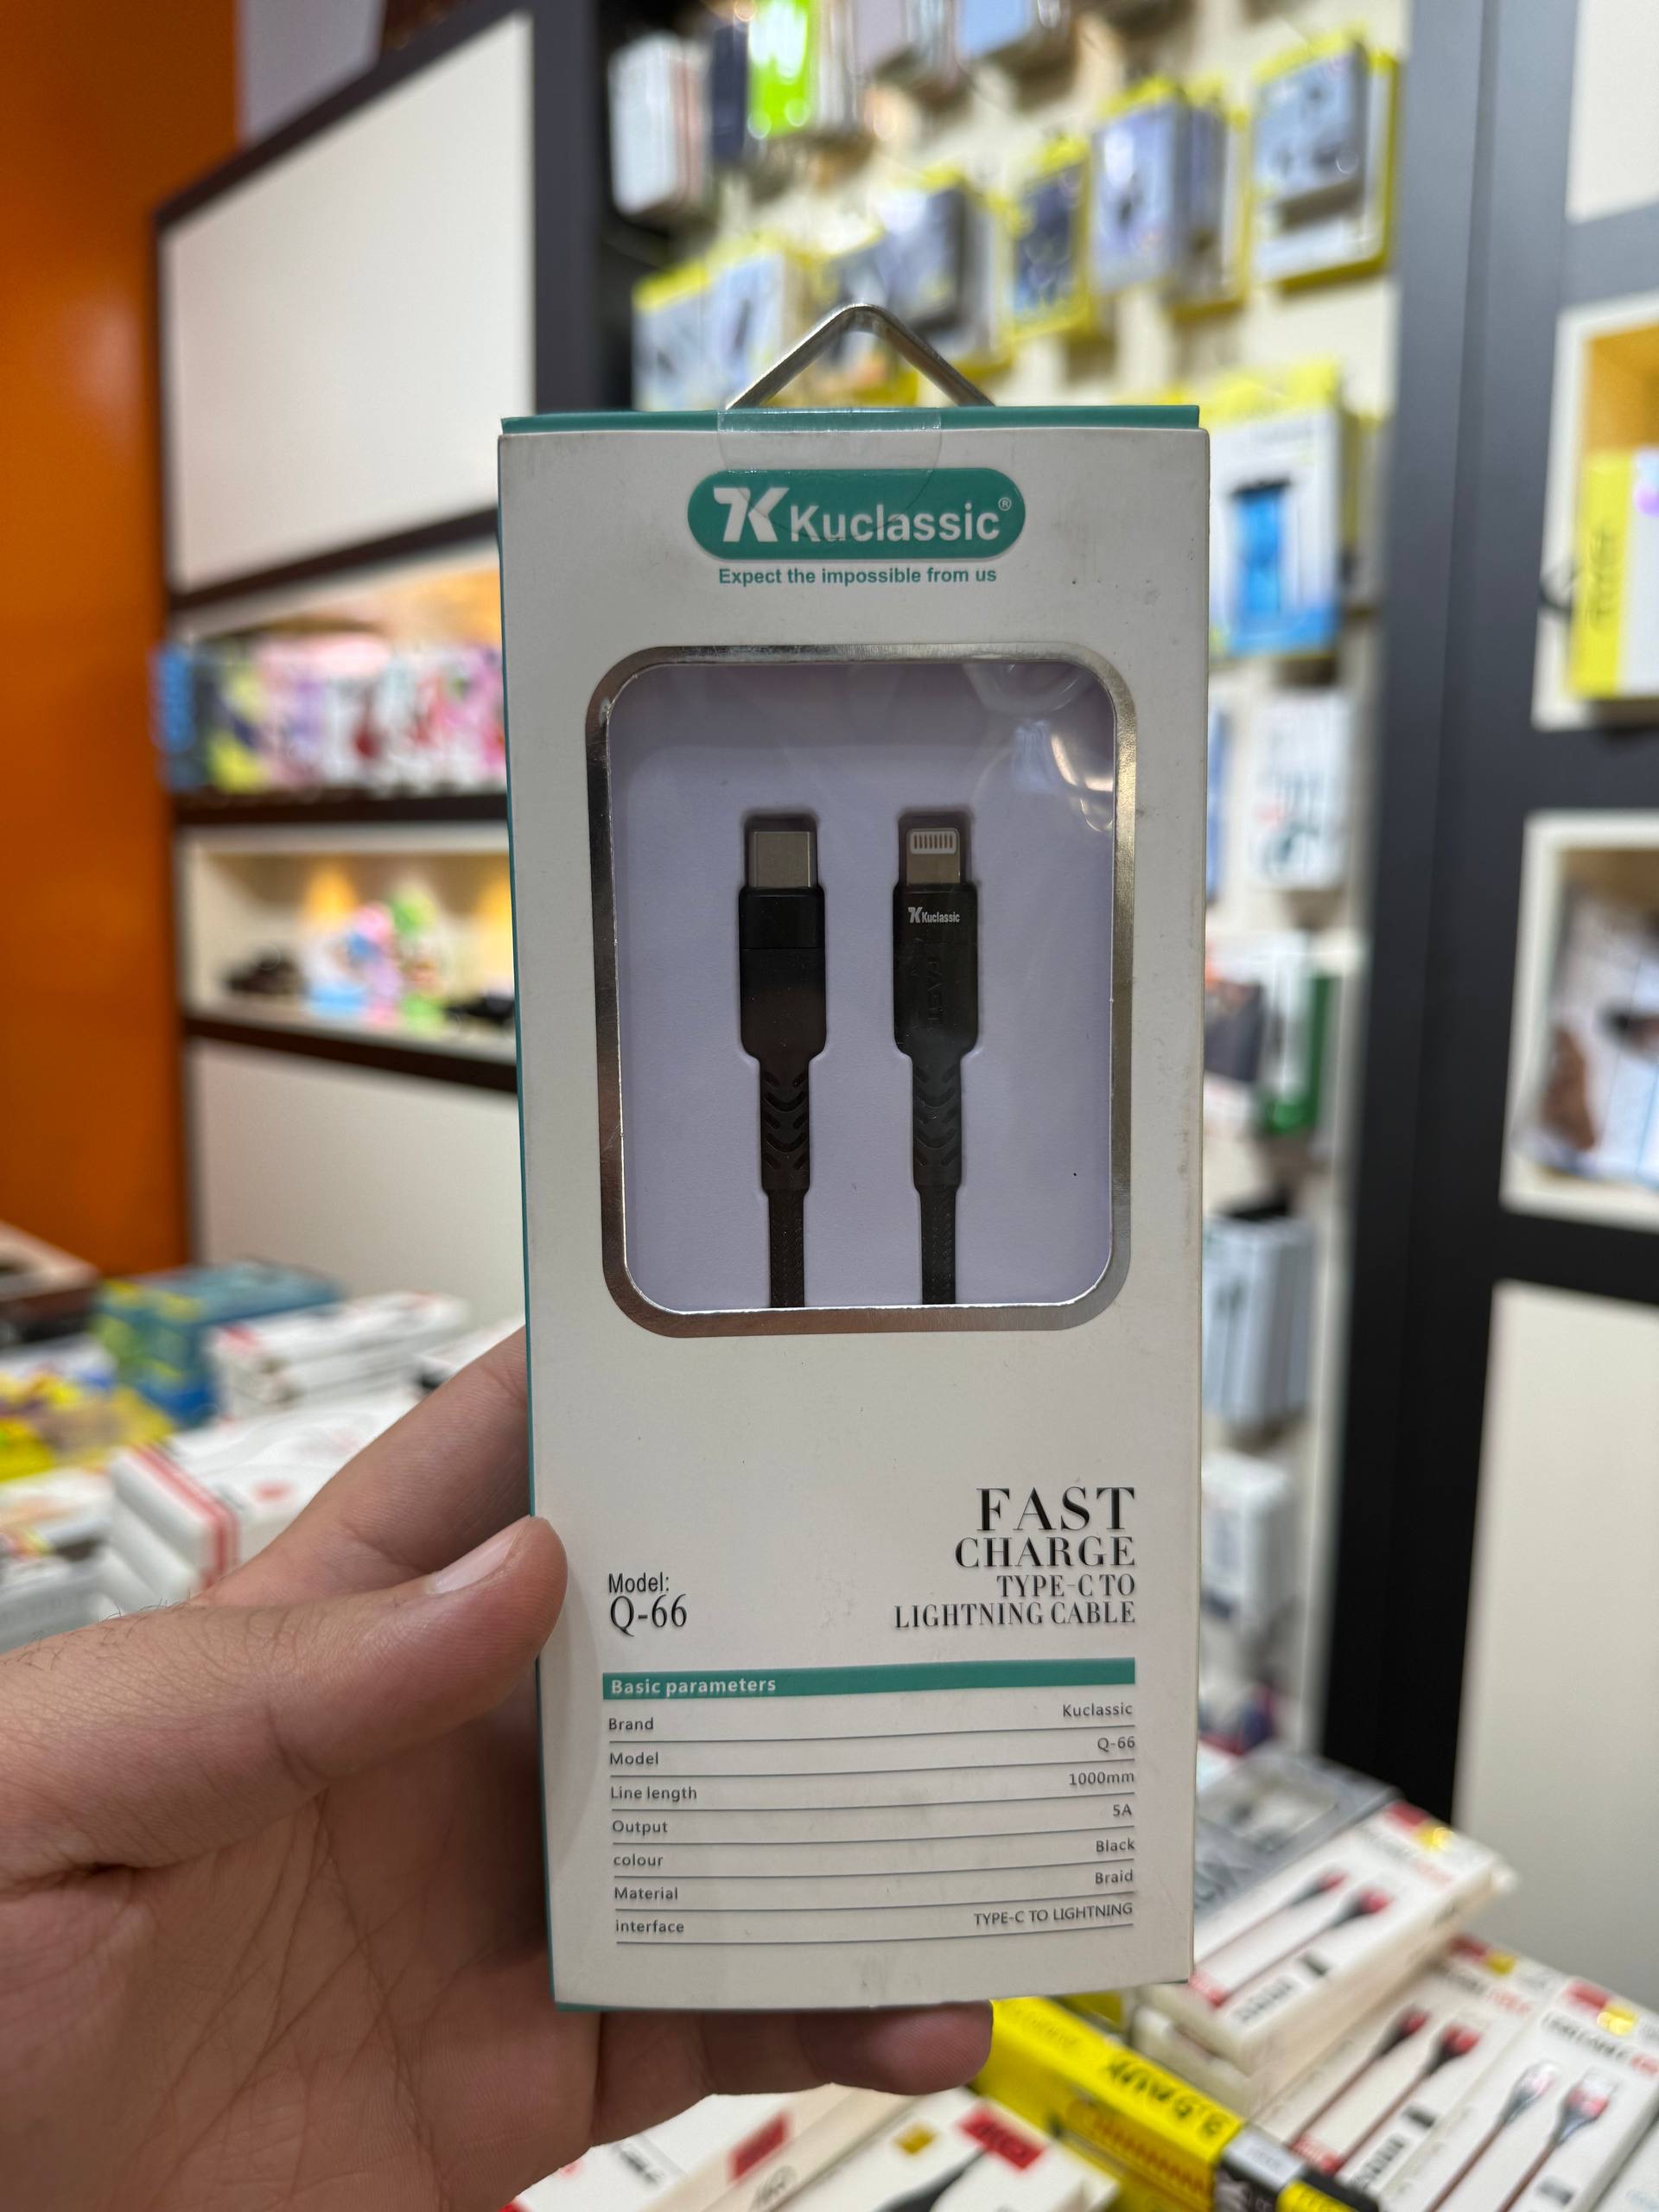 Kuclassic®
Expect the impossible from us
Kuclassic
FAST
CHARGE
TYPE-C TO
LIGHTNING CABLE
Model:
Q-66
Basic parameters
Brand Kuclassic
Model Q-66
Line length 1000mm
Output 5A
colour Black
Material Braid
interface TYPE-C TO LIGHTNING